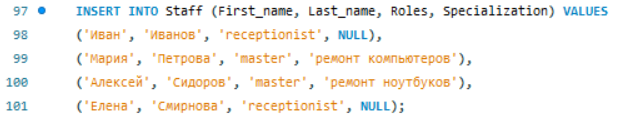 97 INSERT INTO Staff (First_name, Last_name, Roles, Specialization) VALUES
98 ('Иван', 'Иванов', 'receptionist', NULL),
99 ('Мария', 'Петрова', 'master', 'ремонт компьютеров'),
100 ('Алексей', 'Сидоров', 'master', 'ремонт ноутбуков'),
101 ('Елена', 'Смирнова', 'receptionist', NULL);